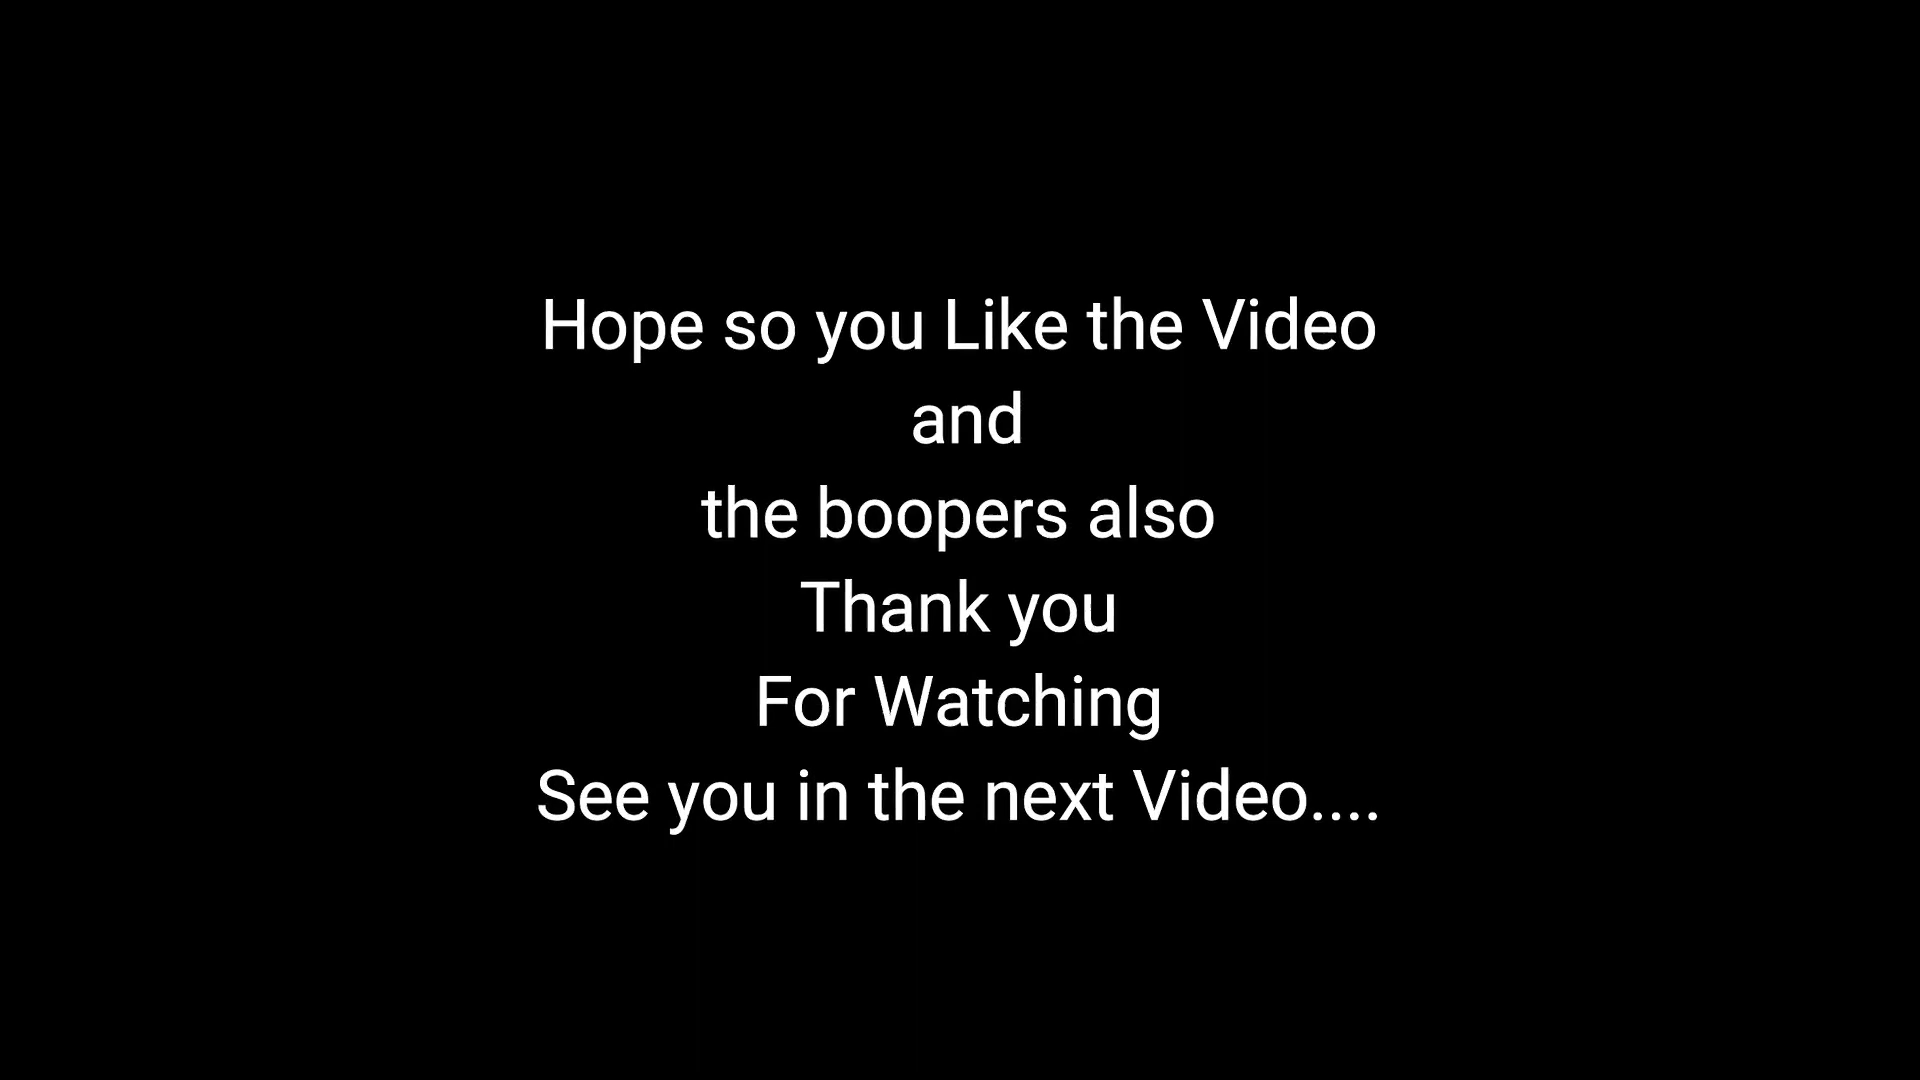 Hope so you Like the Video
and
the boopers also
Thank you
For Watching
See you in the next Video....